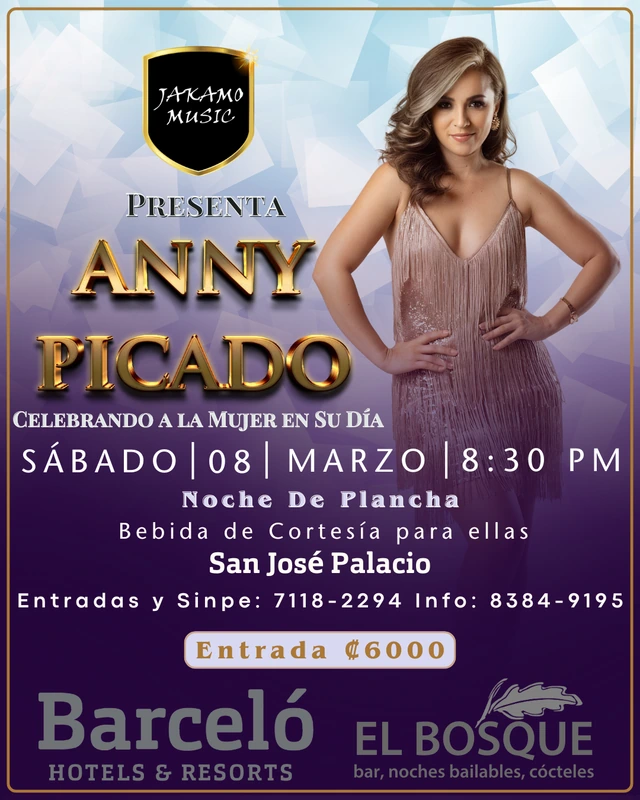 JAKAMO
MUSIC
PRESENTA
ANNY
PICADO
CELEBRANDO A LA MUJER EN SU DÍA
SÁBADO | 08 | MARZO | 8:30 PM
Noche De Plancha
Bebida de Cortesía para ellas
San José Palacio
Entradas y Sinpe: 7118-2294 Info: 8384-9195
Entrada ₡6000
Barceló
HOTELS & RESORTS
EL BOSQUE
bar, noches bailables, cócteles